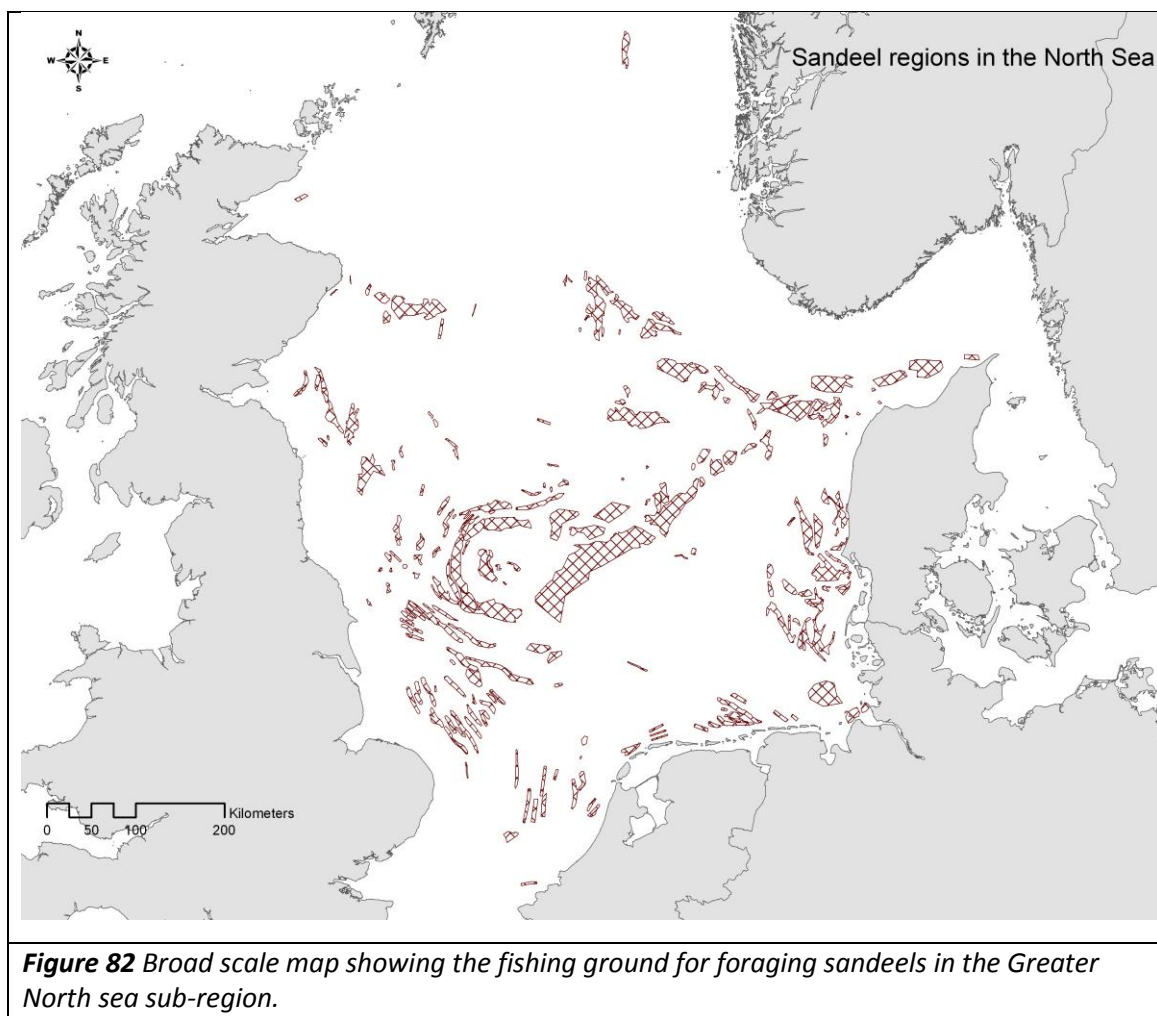 N
W E
S
Sandeel regions in the North Sea
Kilometers
0 50 100 200
Figure 82 Broad scale map showing the fishing ground for foraging sandeels in the Greater
North sea sub-region.